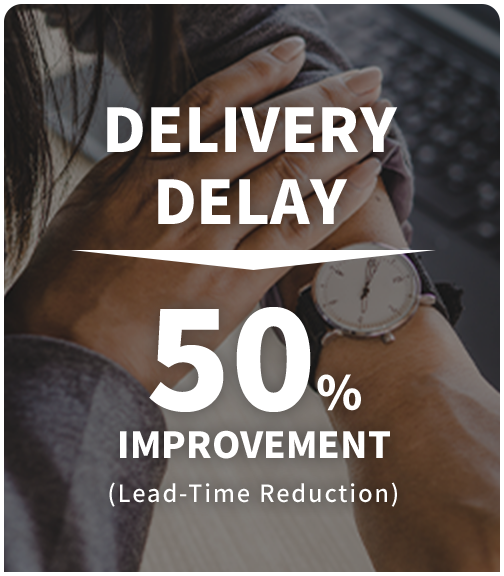 DELIVERY
DELAY
50%
IMPROVEMENT
(Lead-Time Reduction)